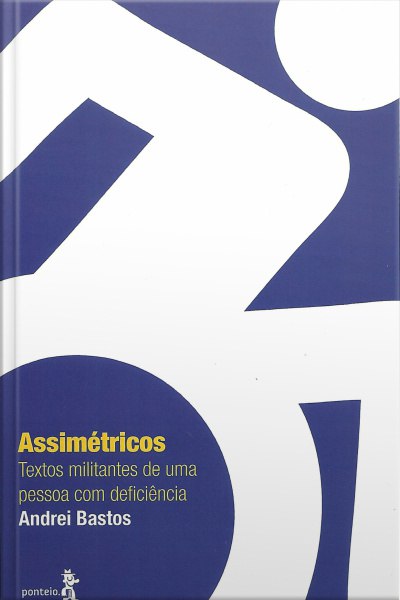 Assimétricos
Textos militantes de uma
pessoa com deficiência
Andrei Bastos
ponteio